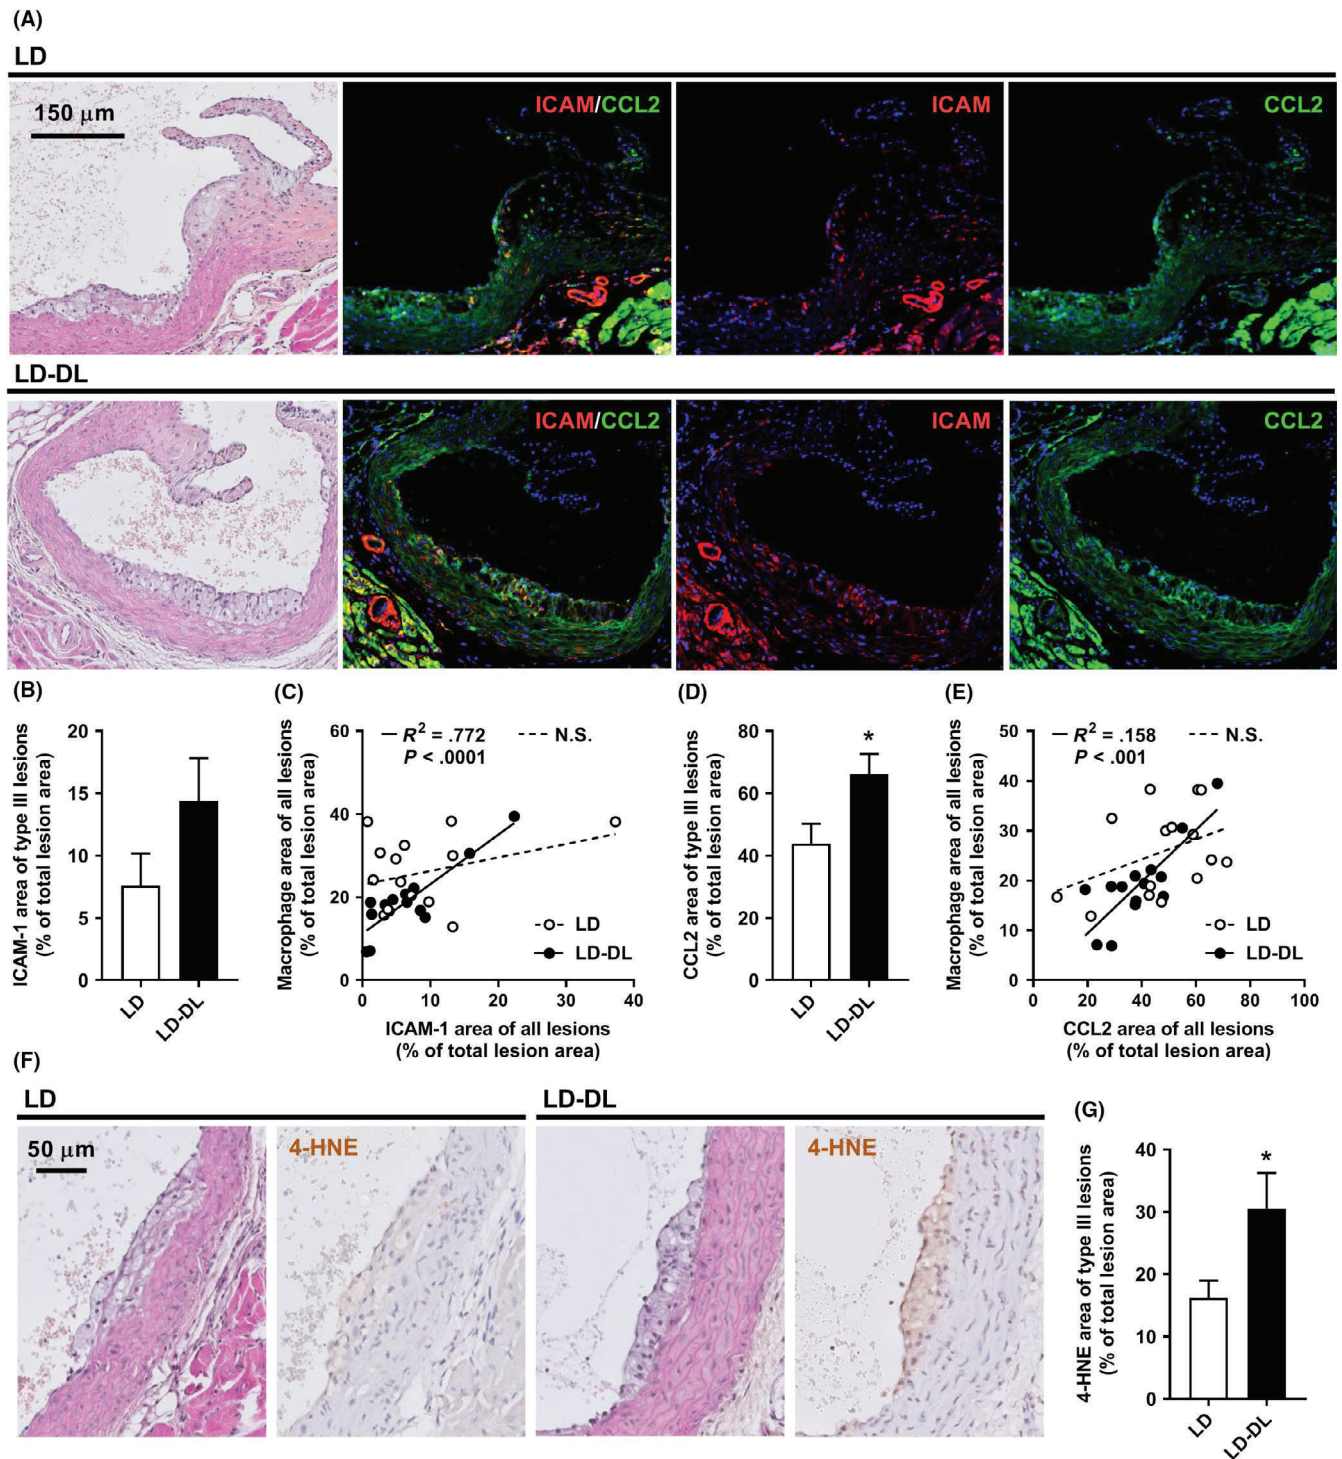 (A)
LD
150 μm
ICAM/CCL2
ICAM
CCL2
LD-DL
ICAM/CCL2
ICAM
CCL2
(B)
ICAM-1 area of type III lesions
(% of total lesion area)
20
15
10
5
0
LD
LD-DL
(C)
Macrophage area of all lesions
(% of total lesion area)
60
40
20
0
R² = .772
P < .0001
N.S.
LD
LD-DL
0 10 20 30 40
ICAM-1 area of all lesions
(% of total lesion area)
(D)
CCL2 area of type III lesions
(% of total lesion area)
80
60
40
20
0
*
LD
LD-DL
(E)
Macrophage area of all lesions
(% of total lesion area)
50
40
30
20
10
0
R² = .158
P < .001
N.S.
LD
LD-DL
0 20 40 60 80 100
CCL2 area of all lesions
(% of total lesion area)
(F)
LD
50 μm
4-HNE
LD-DL
4-HNE
(G)
4-HNE area of type III lesions
(% of total lesion area)
40
30
20
10
0
*
LD
LD-DL